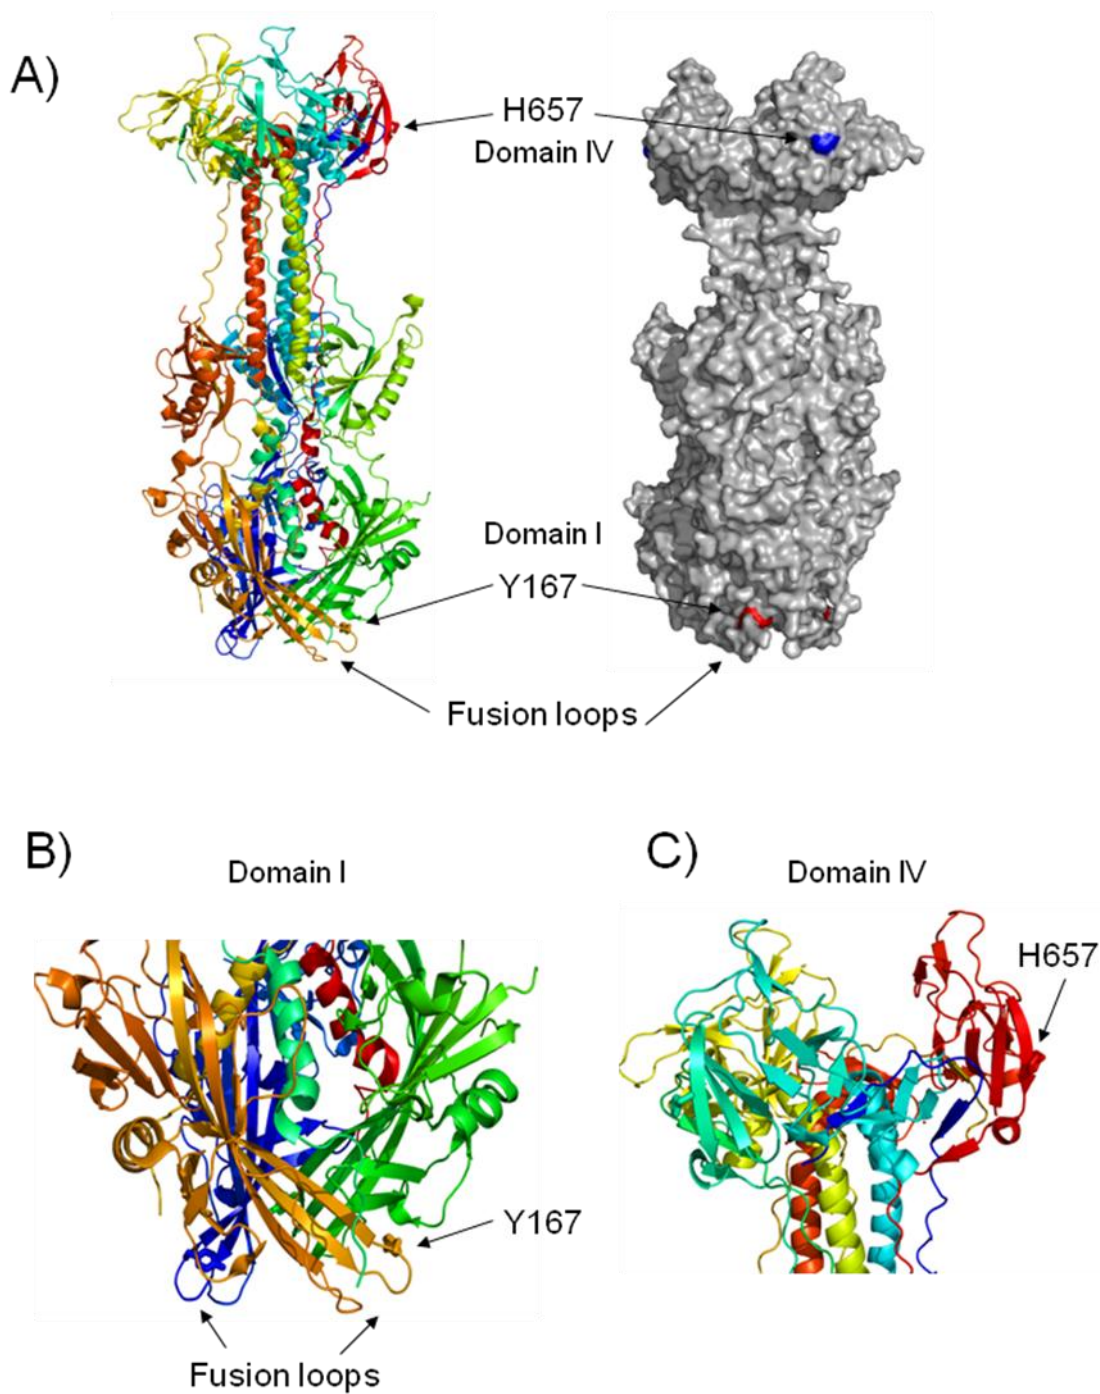 A)
H657
Domain IV
Domain I
Y167
Fusion loops
B)
Domain I
C)
Domain IV
H657
Y167
Fusion loops